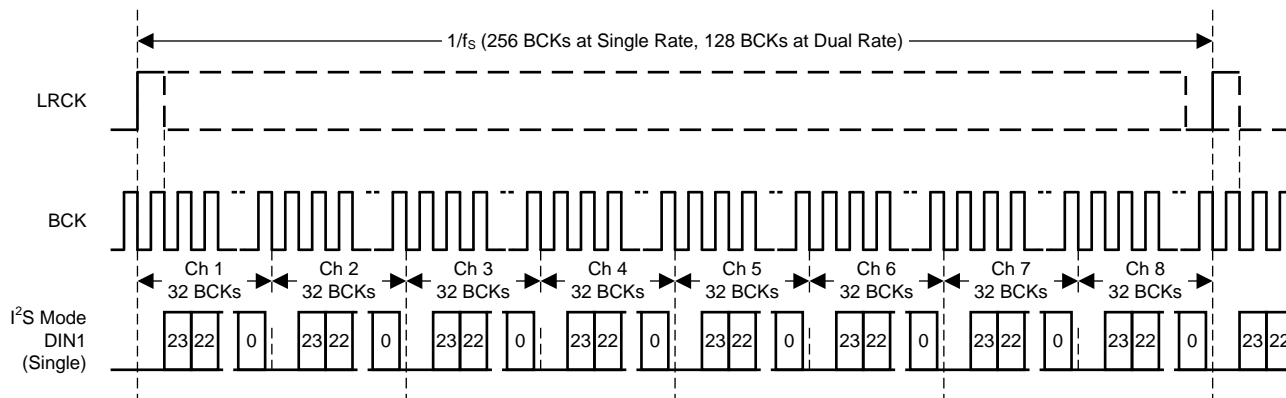 1/fS (256 BCKs at Single Rate, 128 BCKs at Dual Rate)
LRCK
BCK
Ch 1 Ch 2 Ch 3 Ch 4 Ch 5 Ch 6 Ch 7 Ch 8
32 BCKs 32 BCKs 32 BCKs 32 BCKs 32 BCKs 32 BCKs 32 BCKs 32 BCKs
I²S Mode
DIN1
(Single)
23 22 0 23 22 0 23 22 0 23 22 0 23 22 0 23 22 0 23 22 0 23 22 0 23 22